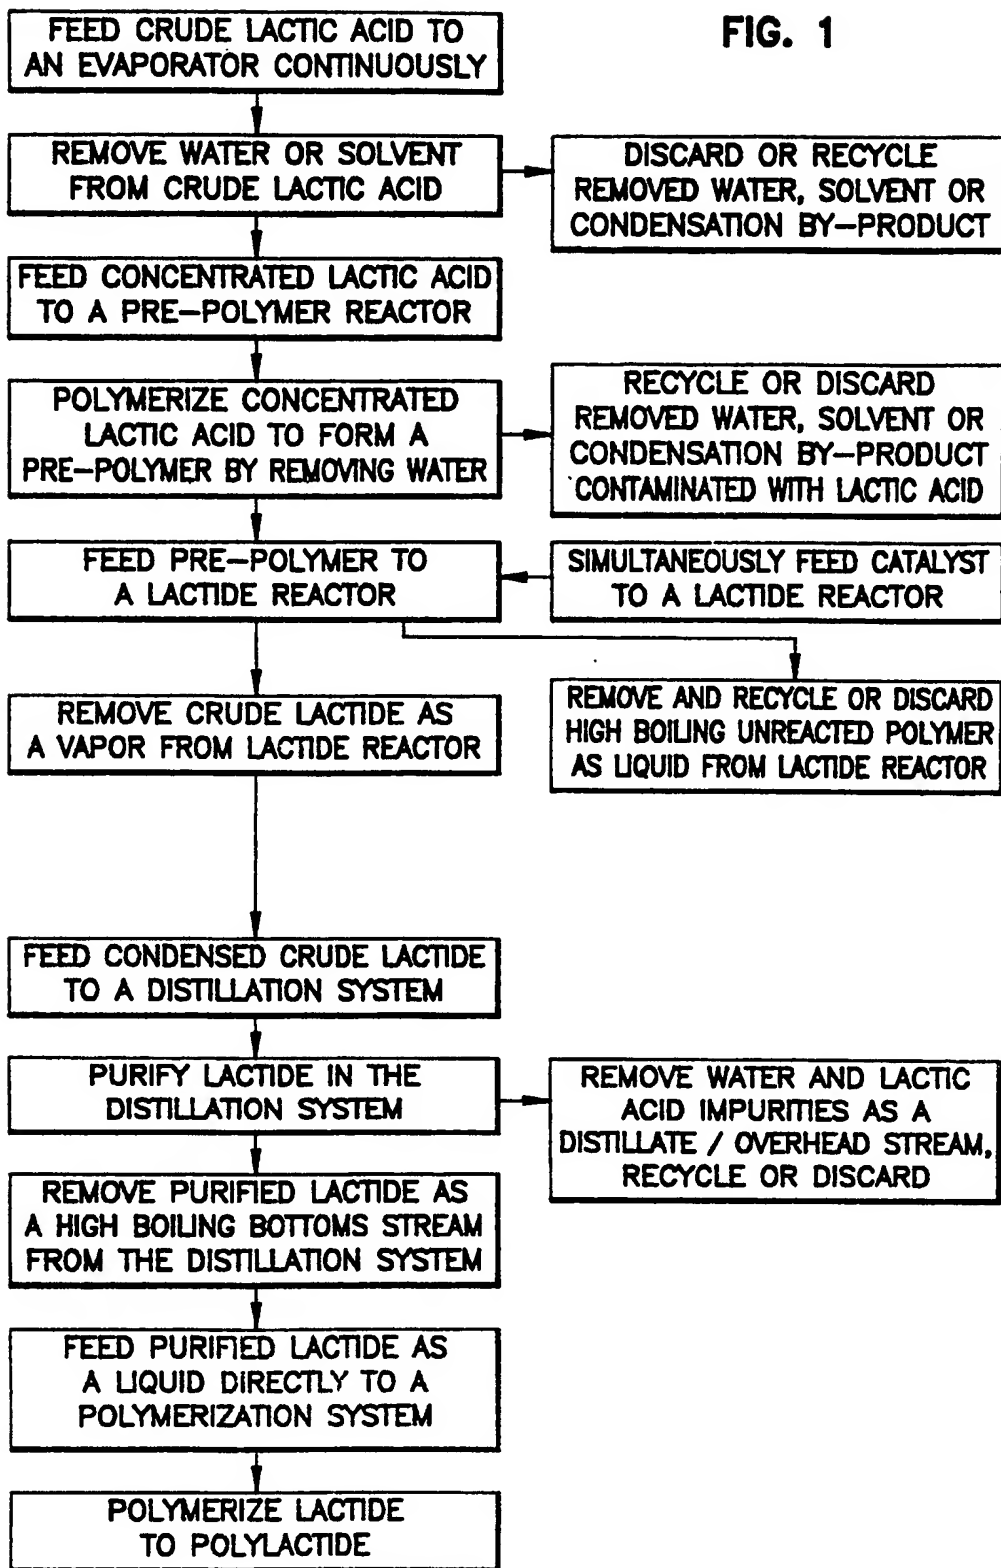 FIG. 1
FEED CRUDE LACTIC ACID TO
AN EVAPORATOR CONTINUOUSLY
REMOVE WATER OR SOLVENT
FROM CRUDE LACTIC ACID
DISCARD OR RECYCLE
REMOVED WATER, SOLVENT OR
CONDENSATION BY—PRODUCT
FEED CONCENTRATED LACTIC ACID
TO A PRE—POLYMER REACTOR
POLYMERIZE CONCENTRATED
LACTIC ACID TO FORM A
PRE—POLYMER BY REMOVING WATER
RECYCLE OR DISCARD
REMOVED WATER, SOLVENT OR
CONDENSATION BY—PRODUCT
CONTAMINATED WITH LACTIC ACID
FEED PRE—POLYMER TO
A LACTIDE REACTOR
SIMULTANEOUSLY FEED CATALYST
TO A LACTIDE REACTOR
REMOVE CRUDE LACTIDE AS
A VAPOR FROM LACTIDE REACTOR
REMOVE AND RECYCLE OR DISCARD
HIGH BOILING UNREACTED POLYMER
AS LIQUID FROM LACTIDE REACTOR
FEED CONDENSED CRUDE LACTIDE
TO A DISTILLATION SYSTEM
PURIFY LACTIDE IN THE
DISTILLATION SYSTEM
REMOVE WATER AND LACTIC
ACID IMPURITIES AS A
DISTILLATE / OVERHEAD STREAM,
RECYCLE OR DISCARD
REMOVE PURIFIED LACTIDE AS
A HIGH BOILING BOTTOMS STREAM
FROM THE DISTILLATION SYSTEM
FEED PURIFIED LACTIDE AS
A LIQUID DIRECTLY TO A
POLYMERIZATION SYSTEM
POLYMERIZE LACTIDE
TO POLYLACTIDE